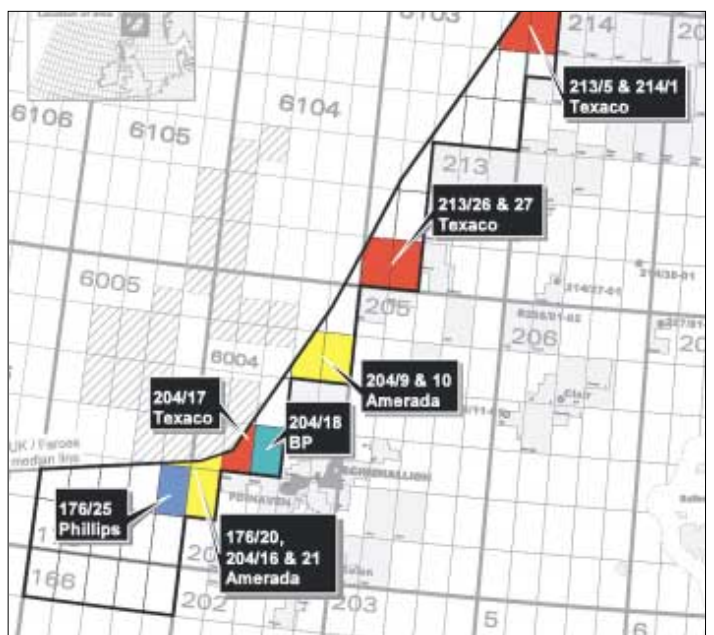 6103
214
213/5 & 214/1
Texaco
6104
6105
6106
213
213/26 & 27
Texaco
6005
205
206
6004
204/17
Texaco
204/18
BP
204/9 & 10
Amerada
Clair
UK / Faroes
median line
176/25
Phillips
176/20,
204/16 & 21
Amerada
166
202
203
5
6